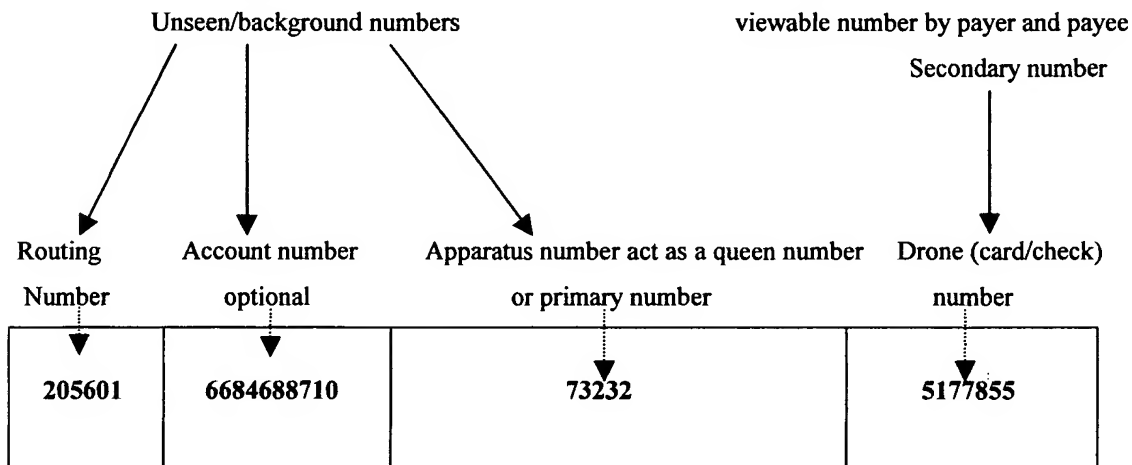 Unseen/background numbers
viewable number by payer and payee
Secondary number
Routing
Number
Account number
optional
Apparatus number act as a queen number
or primary number
Drone (card/check)
number
205601
6684688710
73232
5177855